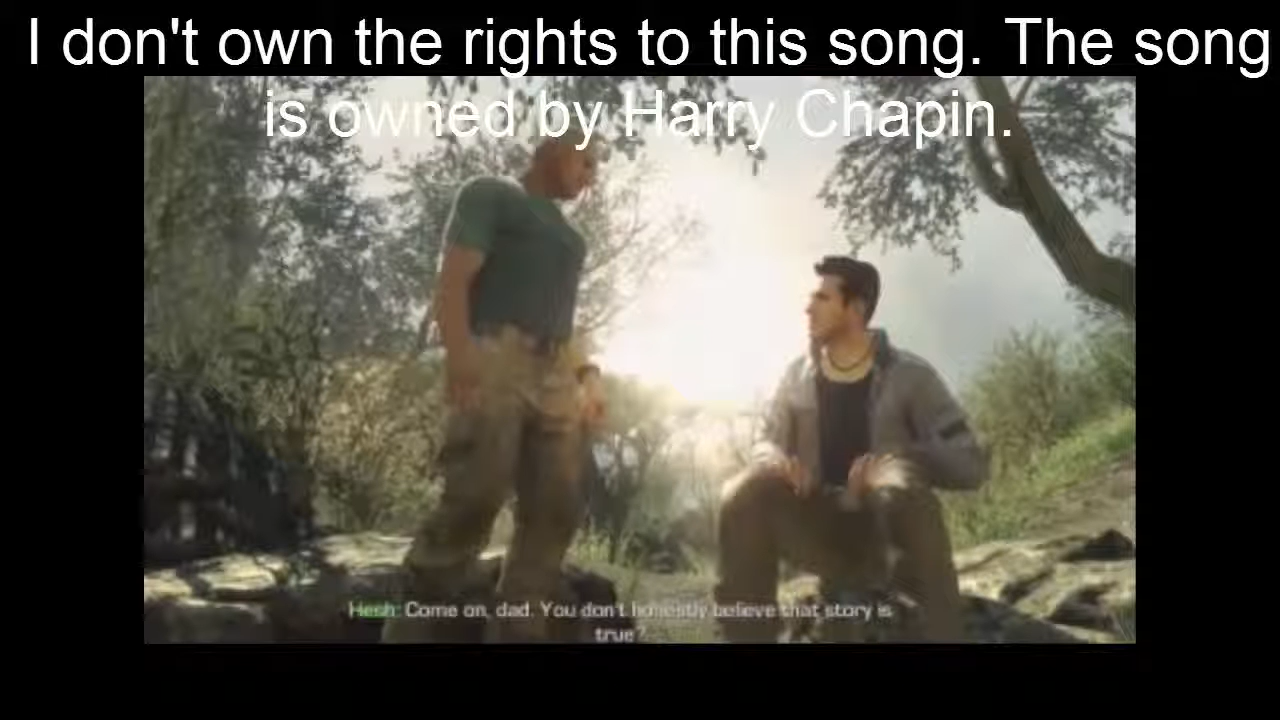 I don't own the rights to this song. The song
is owned by Harry Chapin.
Hesh: Come on, dad. You don't honestly believe that story is
true?